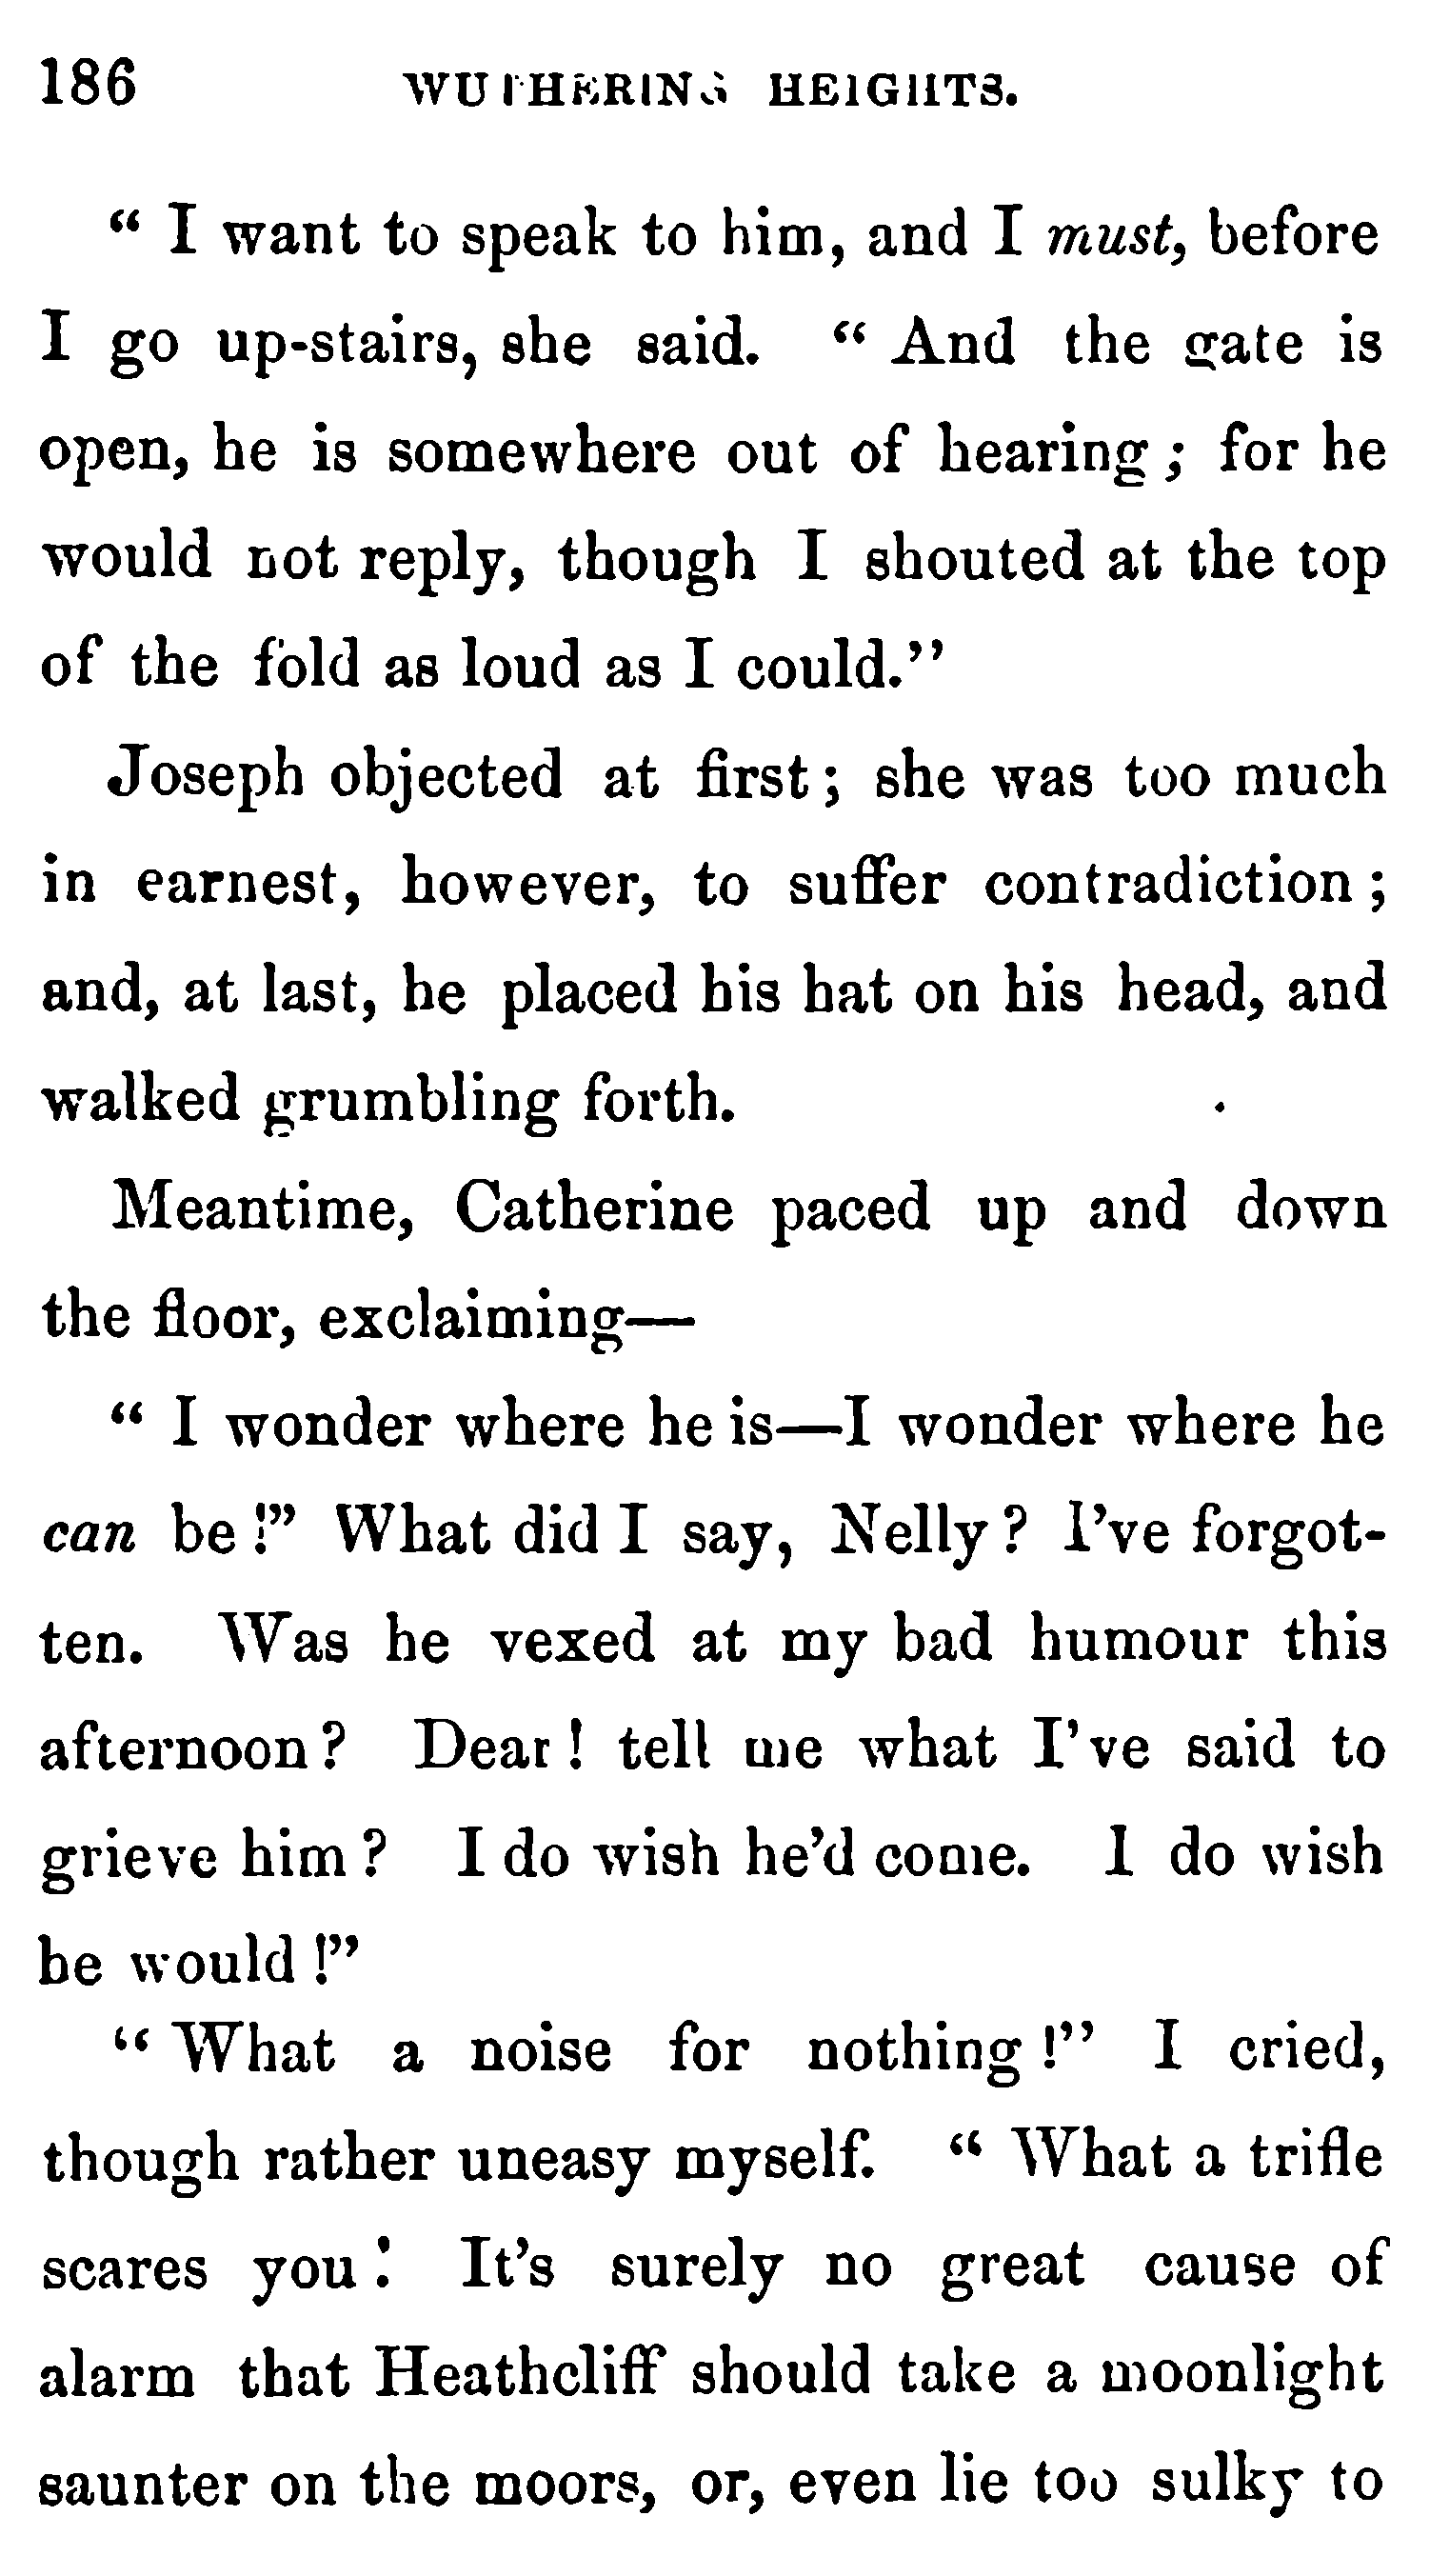 186 WUTHERING HEIGHTS.
" I want to speak to him, and I must, before
I go up-stairs, she said. " And the gate is
open, he is somewhere out of hearing ; for he
would not reply, though I shouted at the top
of the fold as loud as I could."
Joseph objected at first ; she was too much
in earnest, however, to suffer contradiction ;
and, at last, he placed his hat on his head, and
walked grumbling forth.
Meantime, Catherine paced up and down
the floor, exclaiming—
" I wonder where he is—I wonder where he
can be !" What did I say, Nelly ? I've forgot-
ten. Was he vexed at my bad humour this
afternoon ? Dear ! tell me what I've said to
grieve him ? I do wish he'd come. I do wish
he would !"
" What a noise for nothing !" I cried,
though rather uneasy myself. " What a trifle
scares you ! It's surely no great cause of
alarm that Heathcliff should take a moonlight
saunter on the moors, or, even lie too sulky to